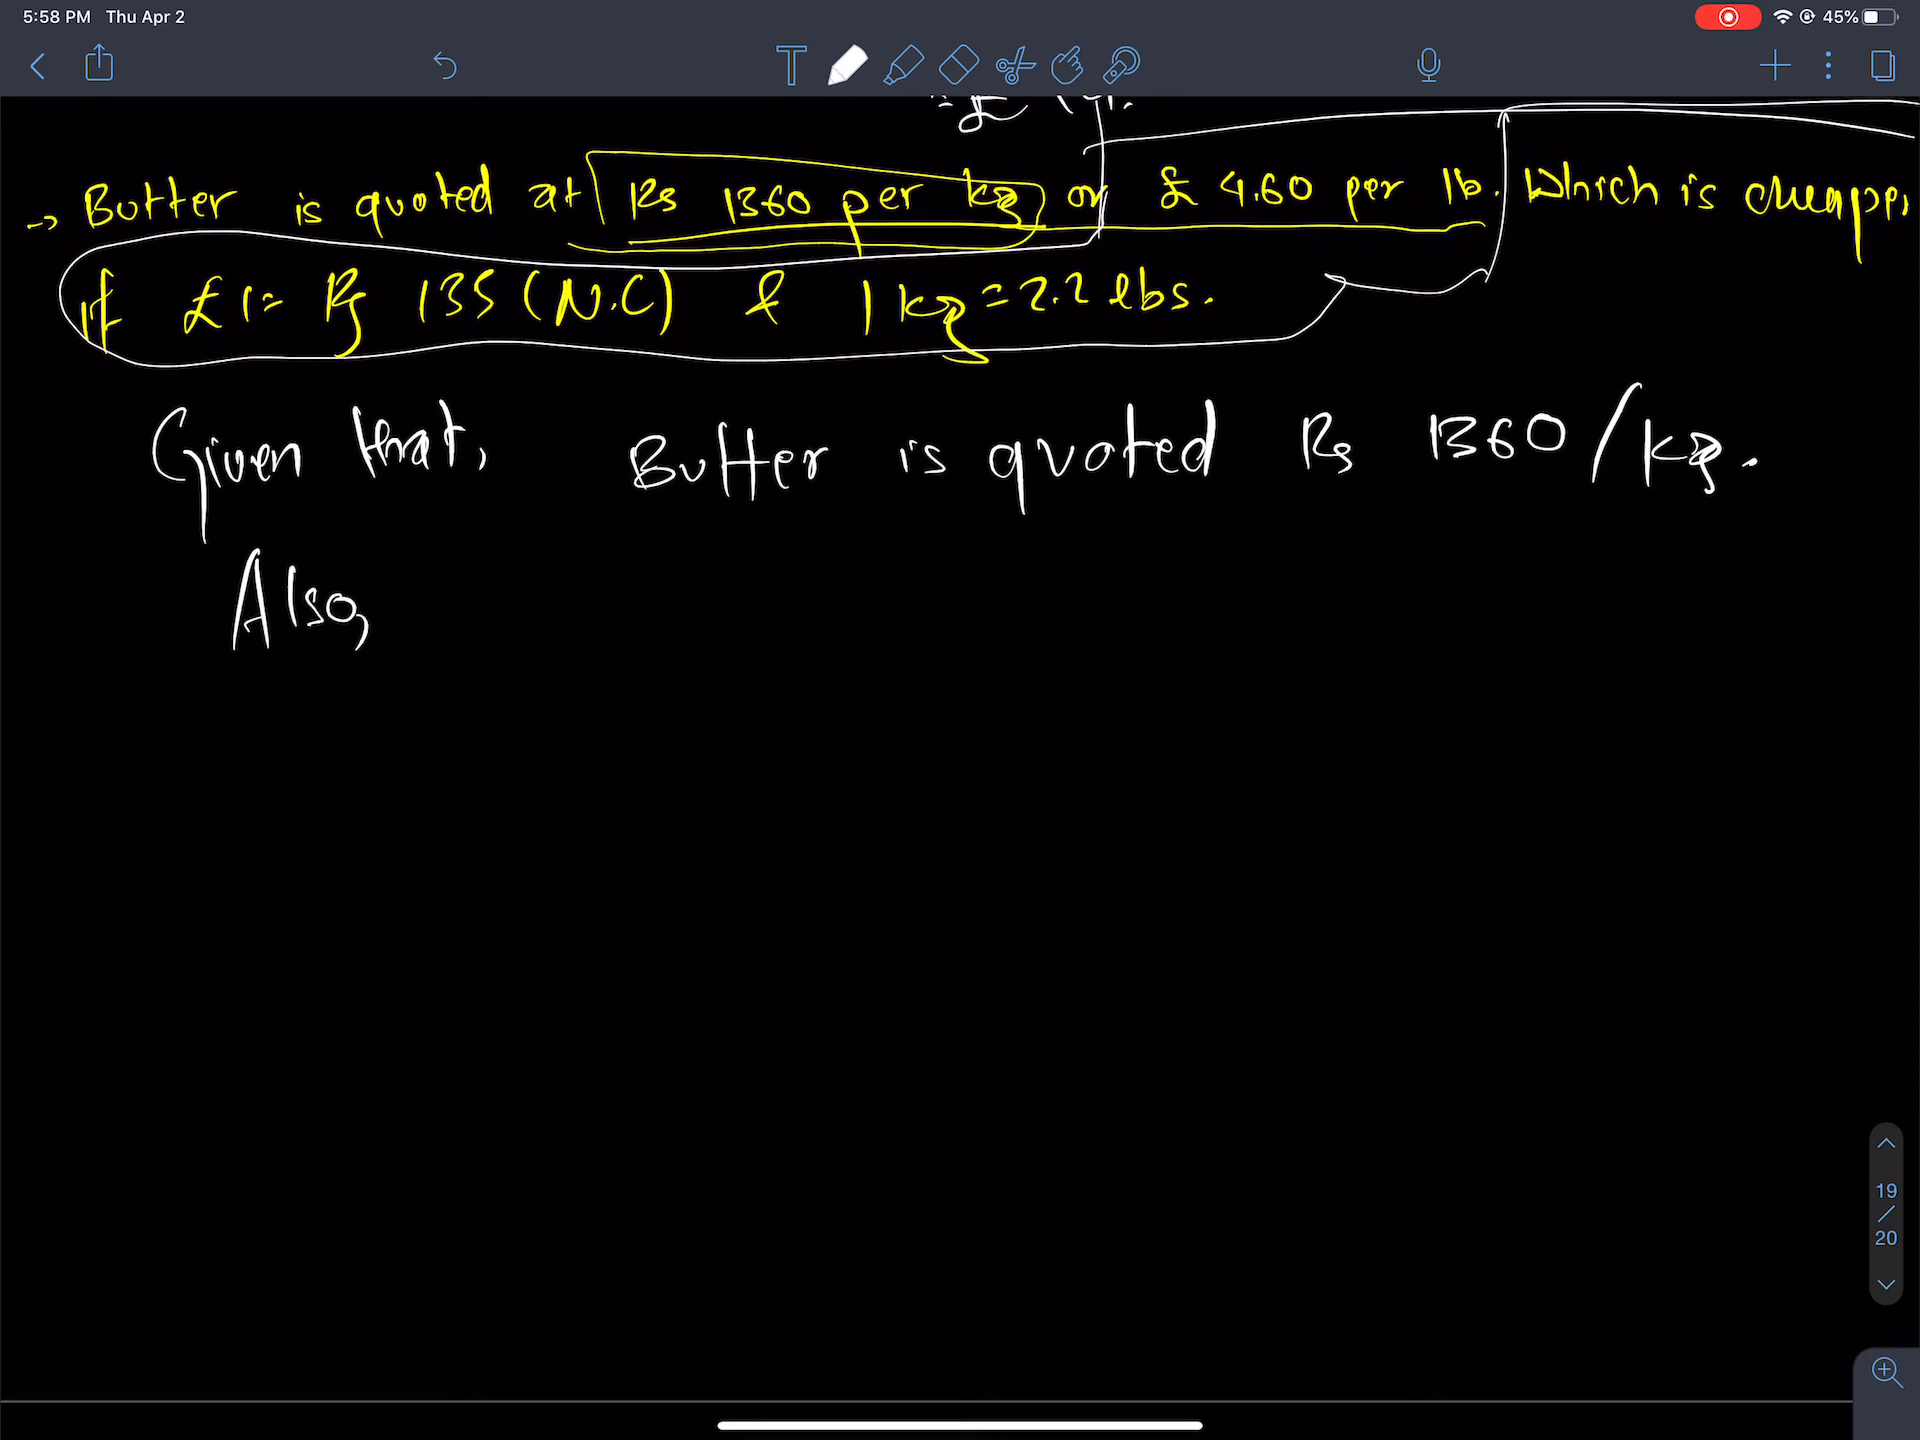 5:58 PM Thu Apr 2
45%
T
→ Butter is quoted at Rs 1360 per kg or £ 4.60 per lb. Which is cheaper
if £1 = Rs 135 (N.C) & 1 kg = 2.2 lbs.
Given that, Butter is quoted Rs 1360/kg.
Also,
19
/
20